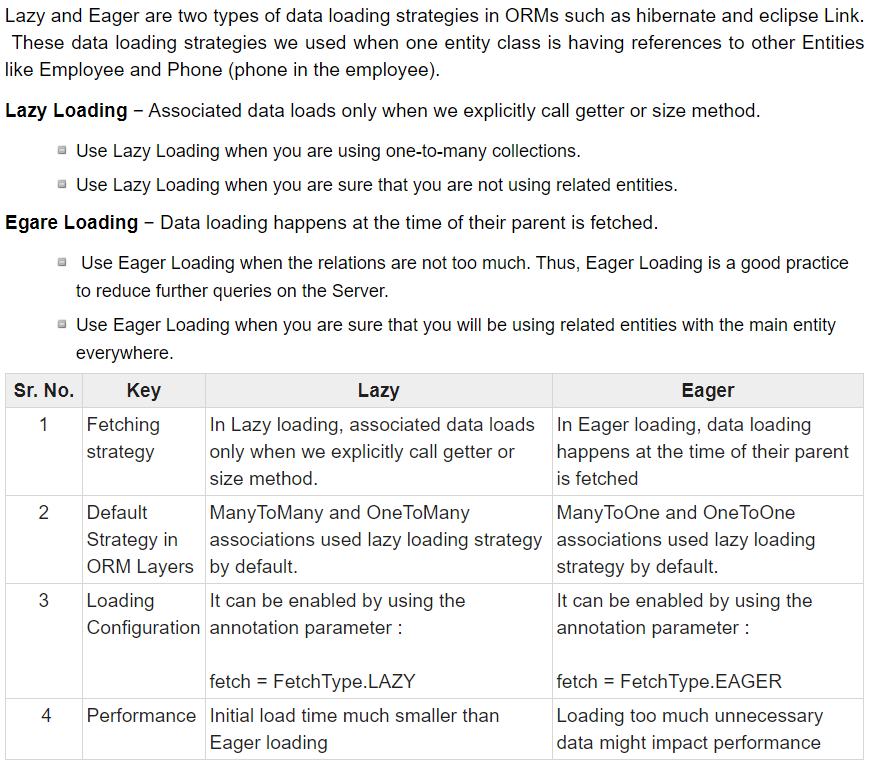 Lazy and Eager are two types of data loading strategies in ORMs such as hibernate and eclipse Link.
These data loading strategies we used when one entity class is having references to other Entities
like Employee and Phone (phone in the employee).
Lazy Loading − Associated data loads only when we explicitly call getter or size method.
Use Lazy Loading when you are using one-to-many collections.
Use Lazy Loading when you are sure that you are not using related entities.
Egare Loading − Data loading happens at the time of their parent is fetched.
Use Eager Loading when the relations are not too much. Thus, Eager Loading is a good practice
to reduce further queries on the Server.
Use Eager Loading when you are sure that you will be using related entities with the main entity
everywhere.
Sr. No. Key Lazy Eager
1 Fetching In Lazy loading, associated data loads In Eager loading, data loading
strategy only when we explicitly call getter or happens at the time of their parent
size method. is fetched
2 Default ManyToMany and OneToMany ManyToOne and OneToOne
Strategy in associations used lazy loading strategy associations used lazy loading
ORM Layers by default. strategy by default.
3 Loading It can be enabled by using the It can be enabled by using the
Configuration annotation parameter : annotation parameter :
fetch = FetchType.LAZY fetch = FetchType.EAGER
4 Performance Initial load time much smaller than Loading too much unnecessary
Eager loading data might impact performance